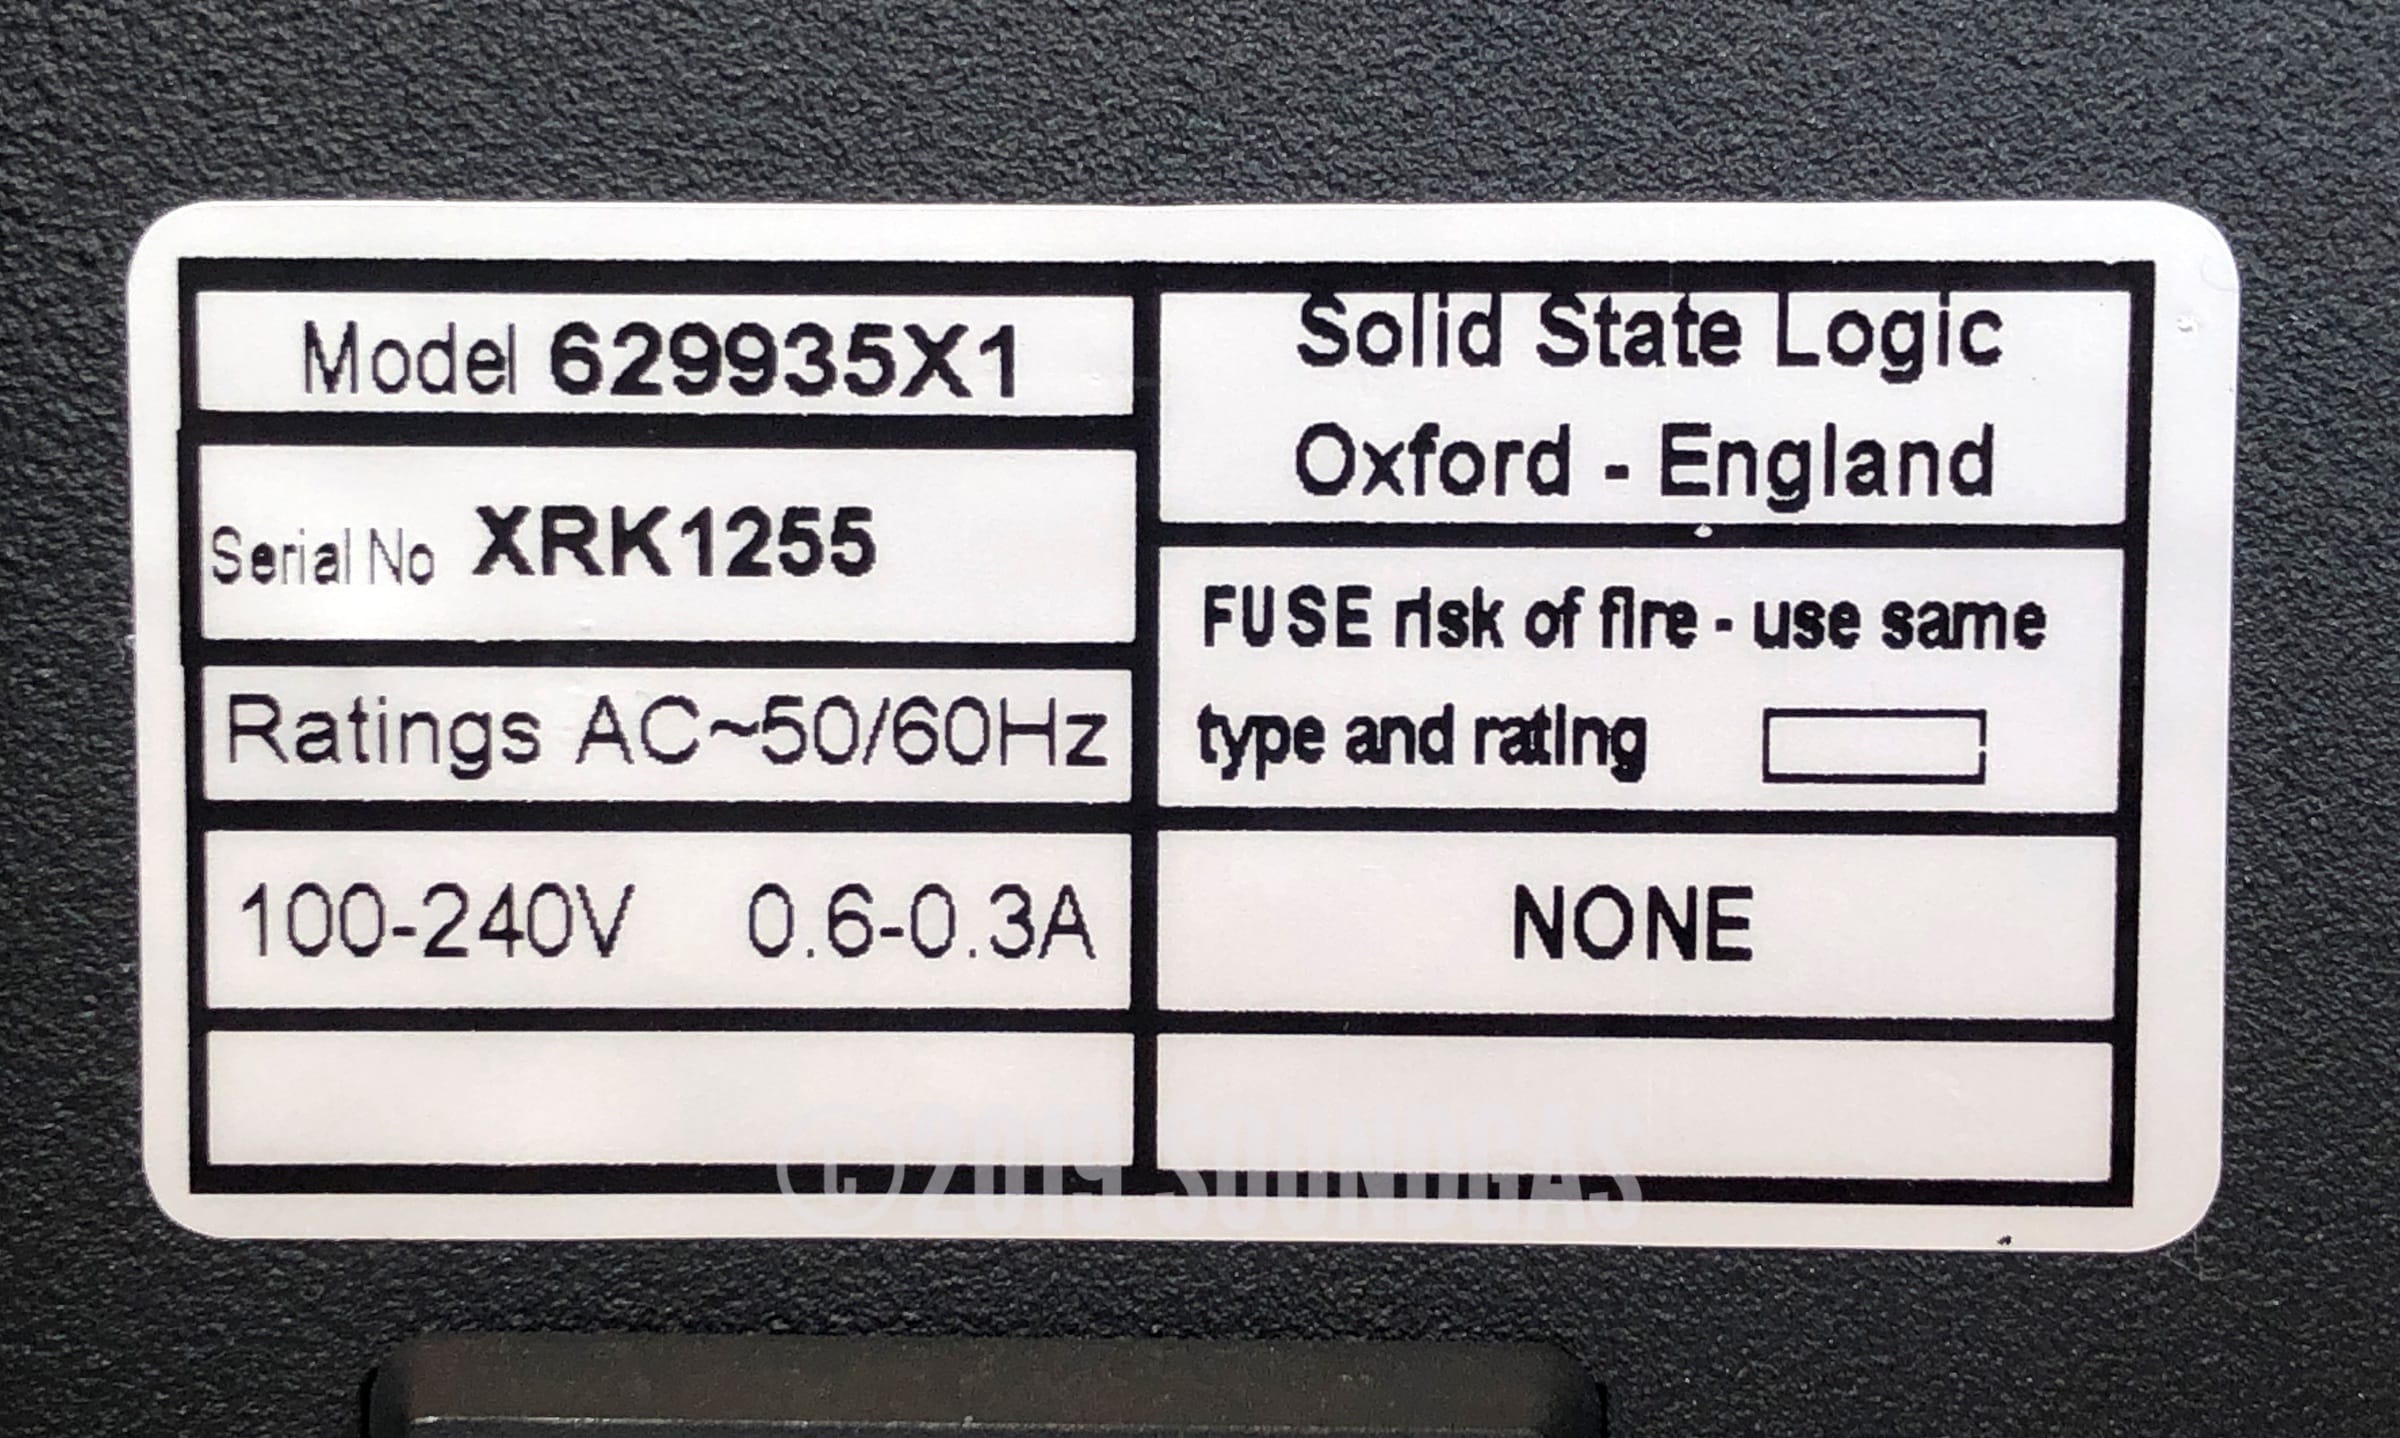 Model 629935X1
Serial No XRK1255
Ratings AC~50/60Hz
100-240V 0.6-0.3A
Solid State Logic
Oxford - England
FUSE risk of fire - use same
type and rating
NONE
©2019 SOUNDGAS